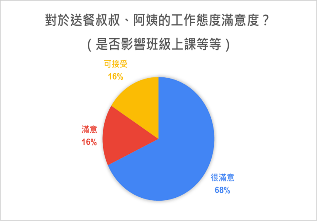 對於送餐叔叔、阿姨的工作態度滿意度？
（是否影響班級上課等等）
可接受
16%
滿意
16%
很滿意
68%